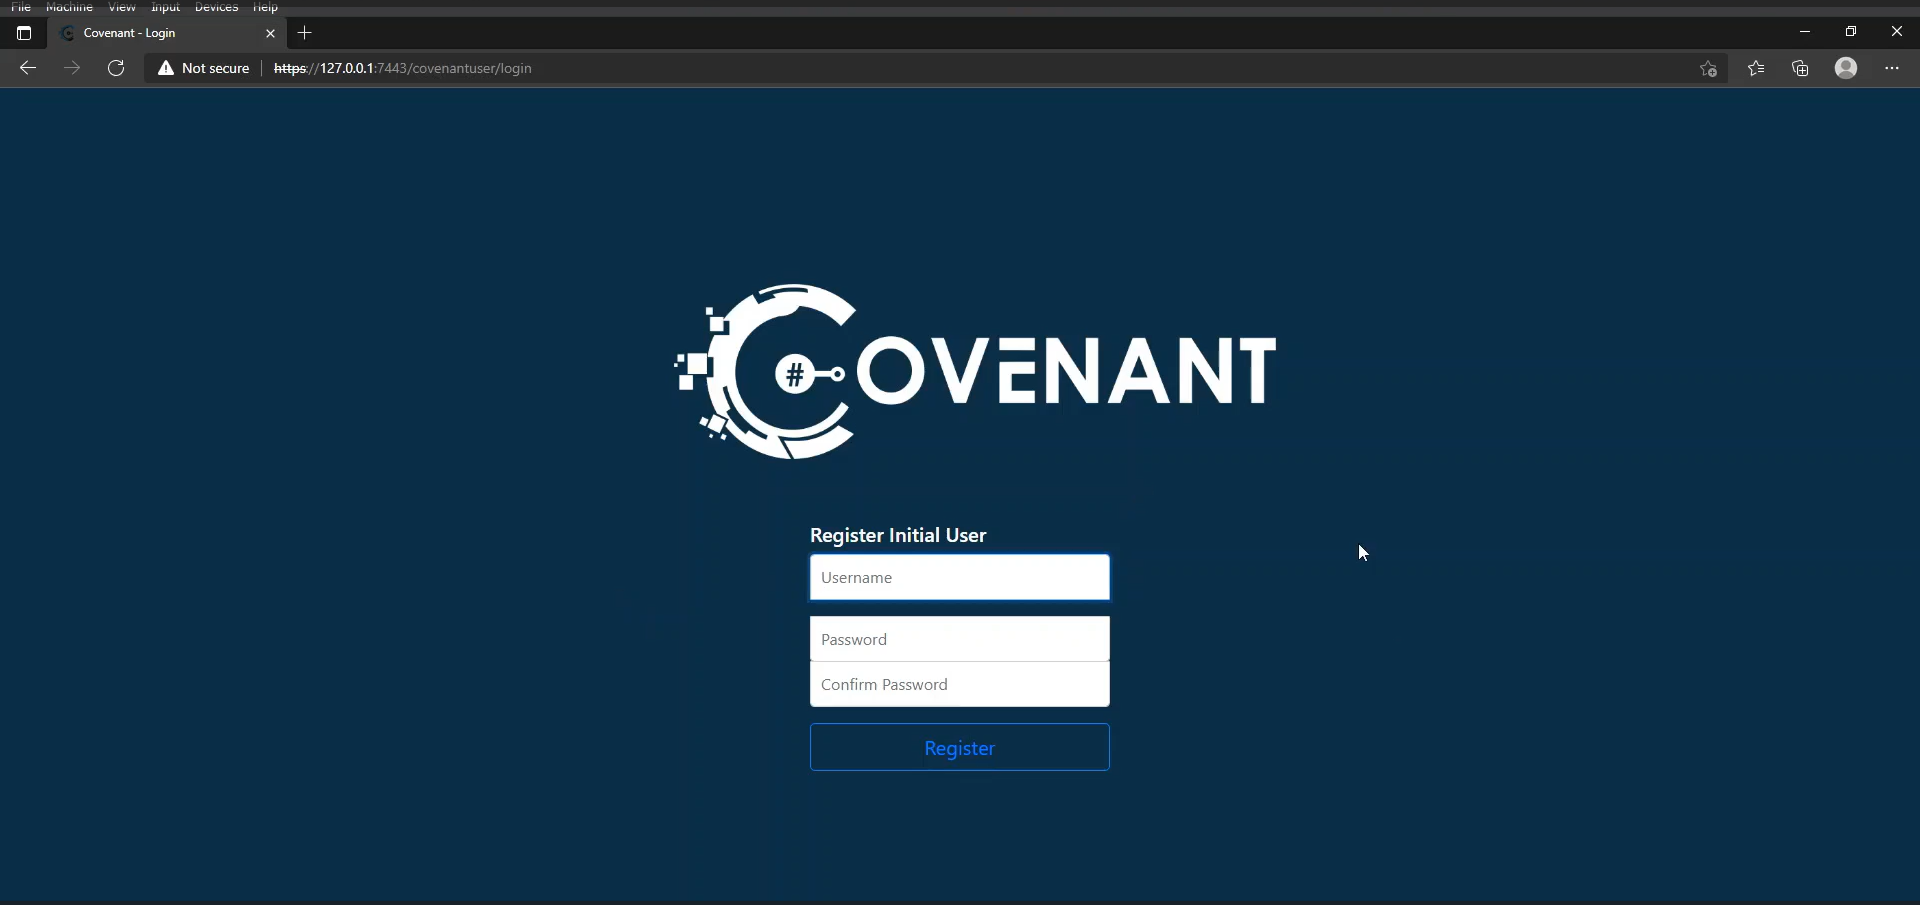 File Machine View Input Devices Help
Covenant - Login
Not secure https://127.0.0.1:7443/covenantuser/login
# COVENANT
Register Initial User
Username
Password
Confirm Password
Register